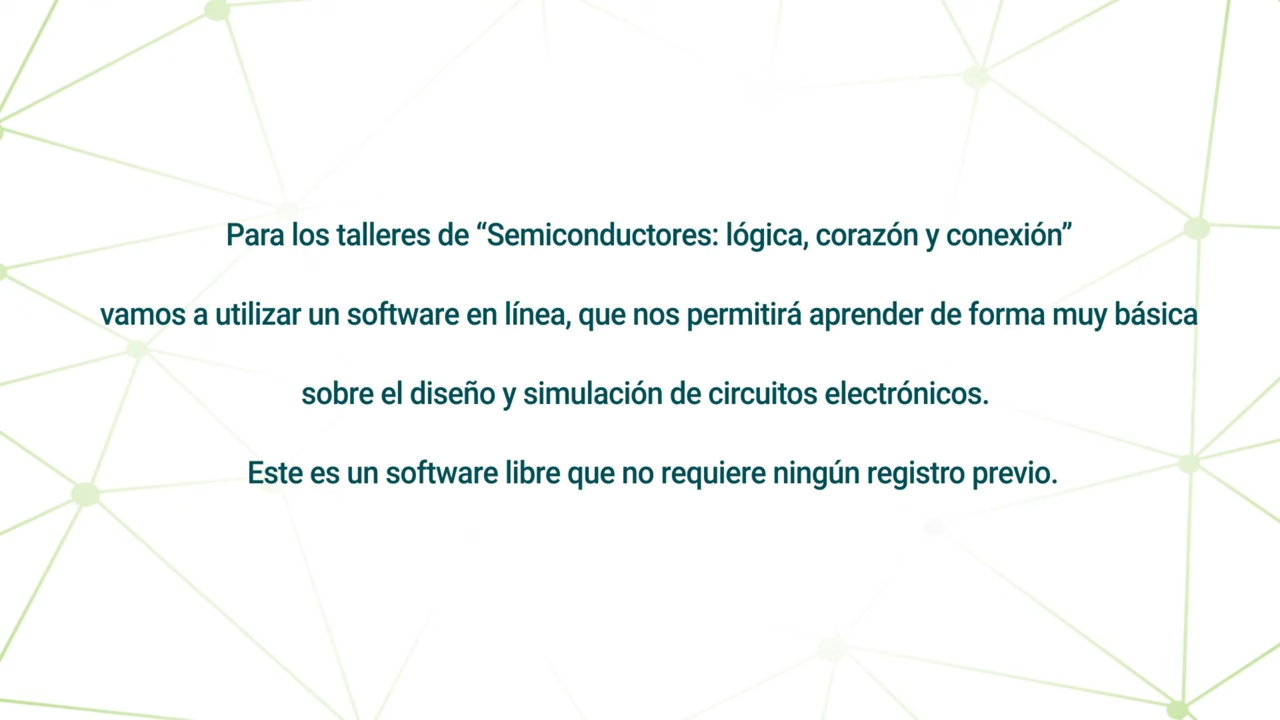 Para los talleres de “Semiconductores: lógica, corazón y conexión”
vamos a utilizar un software en línea, que nos permitirá aprender de forma muy básica
sobre el diseño y simulación de circuitos electrónicos.
Este es un software libre que no requiere ningún registro previo.